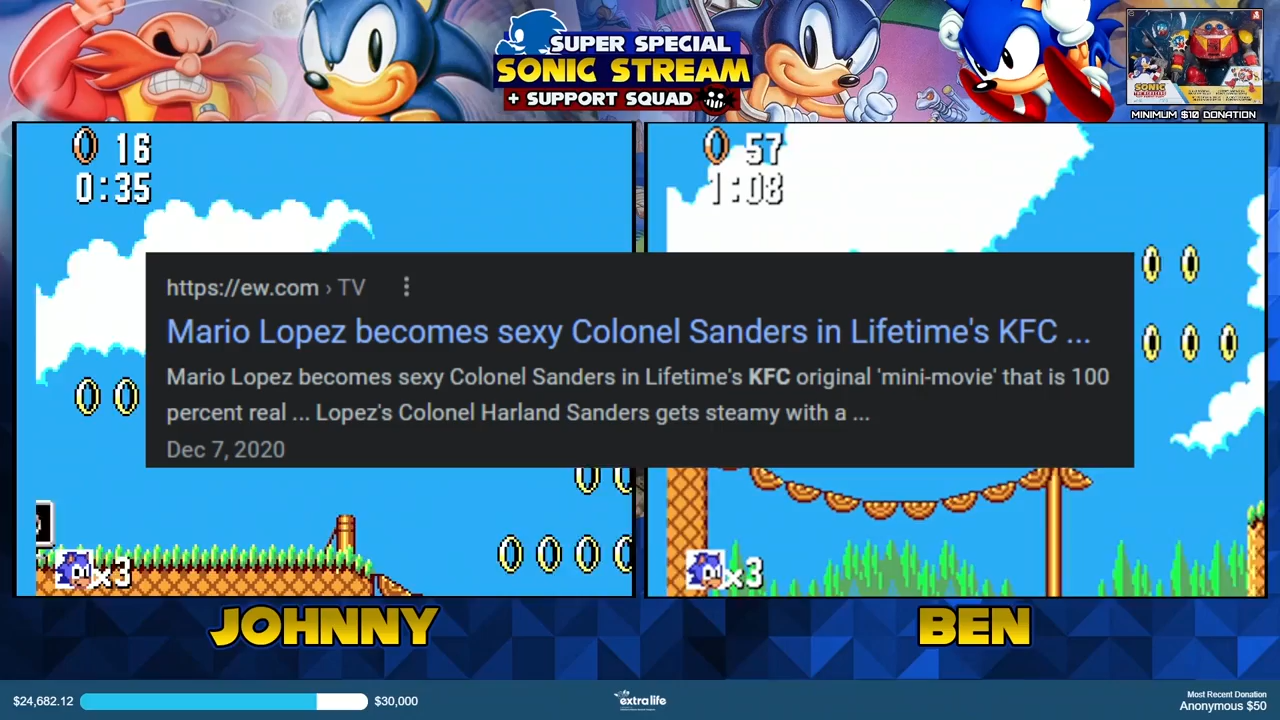 SUPER SPECIAL
SONIC STREAM
+ SUPPORT SQUAD
SONIC
MINIMUM $10 DONATION
16
0:35
57
1:08
https://ew.com › TV
Mario Lopez becomes sexy Colonel Sanders in Lifetime's KFC ...
Mario Lopez becomes sexy Colonel Sanders in Lifetime's KFC original 'mini-movie' that is 100
percent real ... Lopez's Colonel Harland Sanders gets steamy with a ...
Dec 7, 2020
×3
×3
JOHNNY
BEN
$24,682.12
$30,000
extralife
Most Recent Donation
Anonymous $50